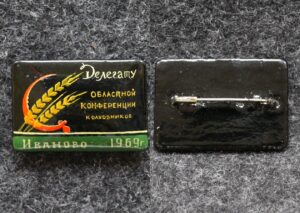 Делегату
областной
конференции
колхозников
Иваново 1969г.